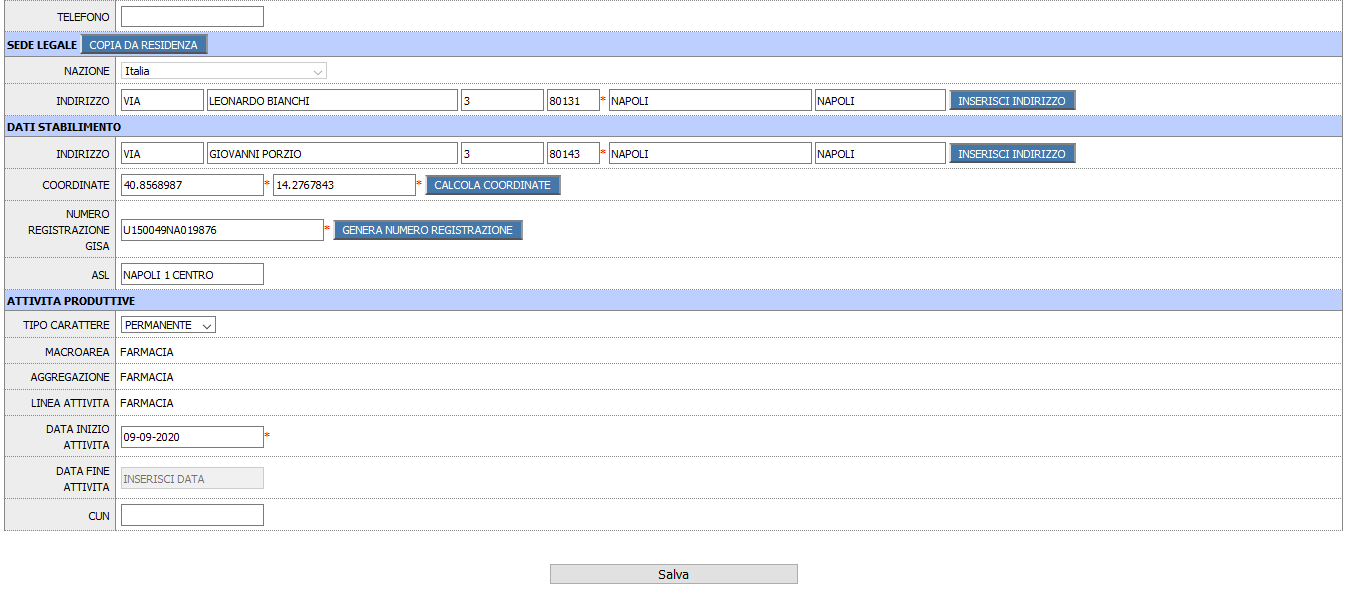 TELEFONO
SEDE LEGALE COPIA DA RESIDENZA
NAZIONE Italia
INDIRIZZO VIA LEONARDO BIANCHI 3 80131 * NAPOLI NAPOLI INSERISCI INDIRIZZO
DATI STABILIMENTO
INDIRIZZO VIA GIOVANNI PORZIO 3 80143 * NAPOLI NAPOLI INSERISCI INDIRIZZO
COORDINATE 40.8568987 * 14.2767843 * CALCOLA COORDINATE
NUMERO
REGISTRAZIONE U150049NA019876 * GENERA NUMERO REGISTRAZIONE
GISA
ASL NAPOLI 1 CENTRO
ATTIVITA PRODUTTIVE
TIPO CARATTERE PERMANENTE
MACROAREA FARMACIA
AGGREGAZIONE FARMACIA
LINEA ATTIVITA FARMACIA
DATA INIZIO
ATTIVITA 09-09-2020 *
DATA FINE
ATTIVITA INSERISCI DATA
CUN
Salva